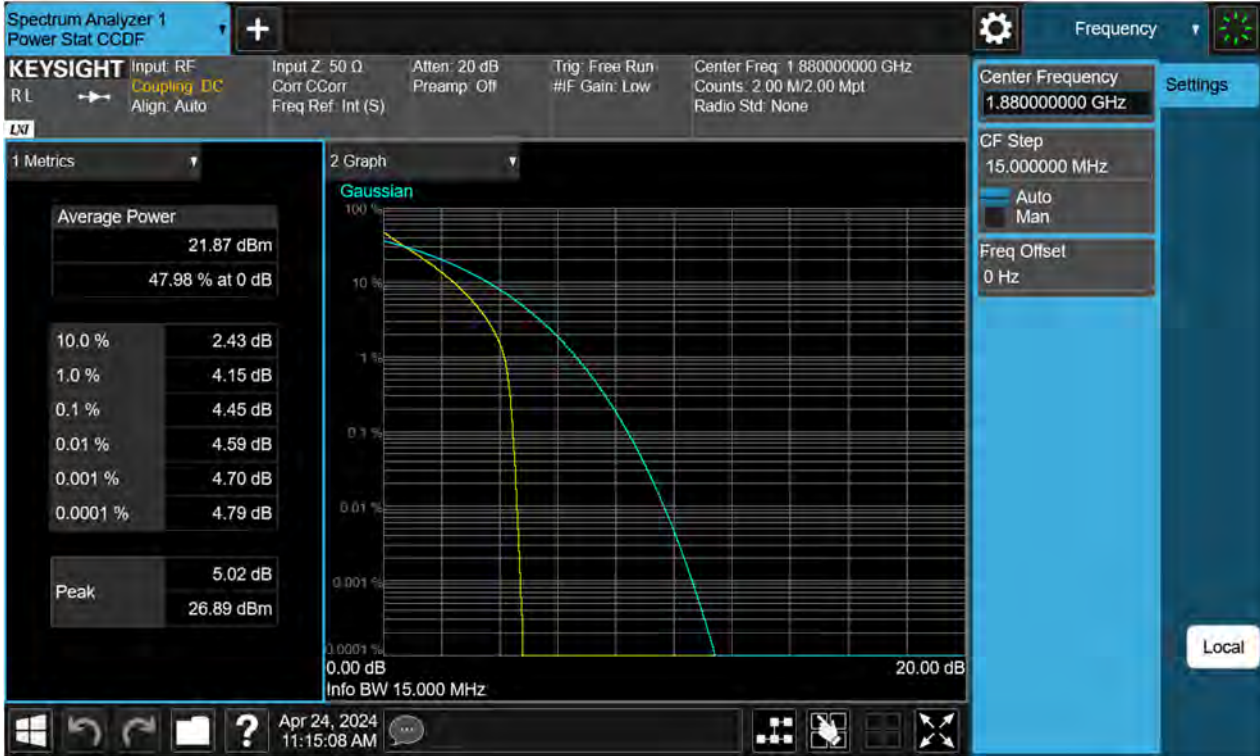 Spectrum Analyzer 1
Power Stat CCDF
Frequency
KEYSIGHT
RL
LXI
Input: RF
Coupling: DC
Align: Auto
Input Z: 50 Ω
Corr CCorr
Freq Ref: Int (S)
Atten: 20 dB
Preamp: Off
Trig: Free Run
#IF Gain: Low
Center Freq: 1.880000000 GHz
Counts: 2.00 M/2.00 Mpt
Radio Std: None
1 Metrics
Average Power
21.87 dBm
47.98 % at 0 dB
10.0 % 2.43 dB
1.0 % 4.15 dB
0.1 % 4.45 dB
0.01 % 4.59 dB
0.001 % 4.70 dB
0.0001 % 4.79 dB
Peak
5.02 dB
26.89 dBm
2 Graph
Gaussian
100 %
10 %
1 %
0.1 %
0.01 %
0.001 %
0.0001 %
0.00 dB 20.00 dB
Info BW 15.000 MHz
Center Frequency
1.880000000 GHz
CF Step
15.000000 MHz
Auto
Man
Freq Offset
0 Hz
Settings
Local
?
Apr 24, 2024
11:15:08 AM